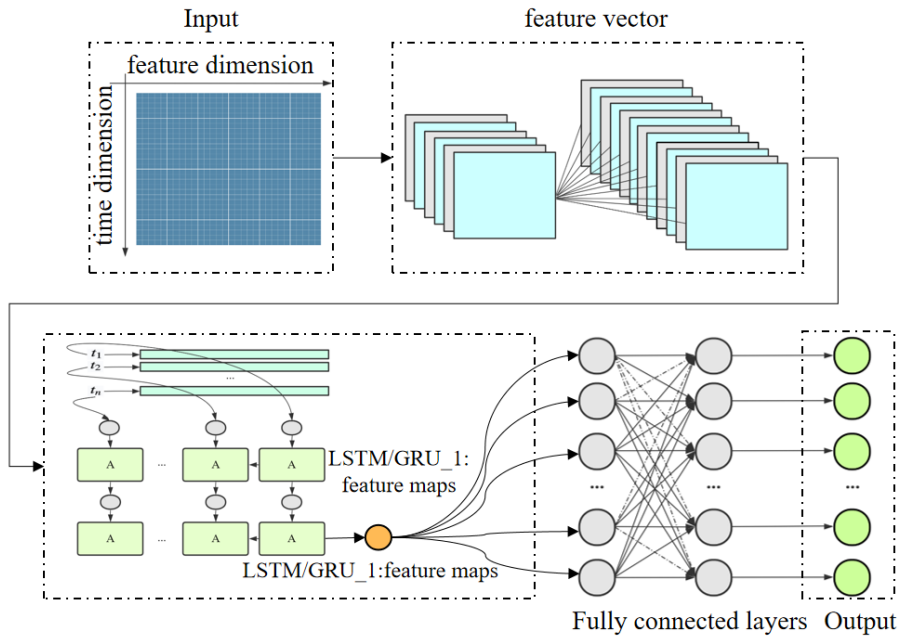 Input
feature vector
feature dimension
time dimension
t₁
t₂
...
tₙ
A
...
A
A
LSTM/GRU_1:
feature maps
A
...
A
A
LSTM/GRU_1:feature maps
...
...
...
Fully connected layers
Output